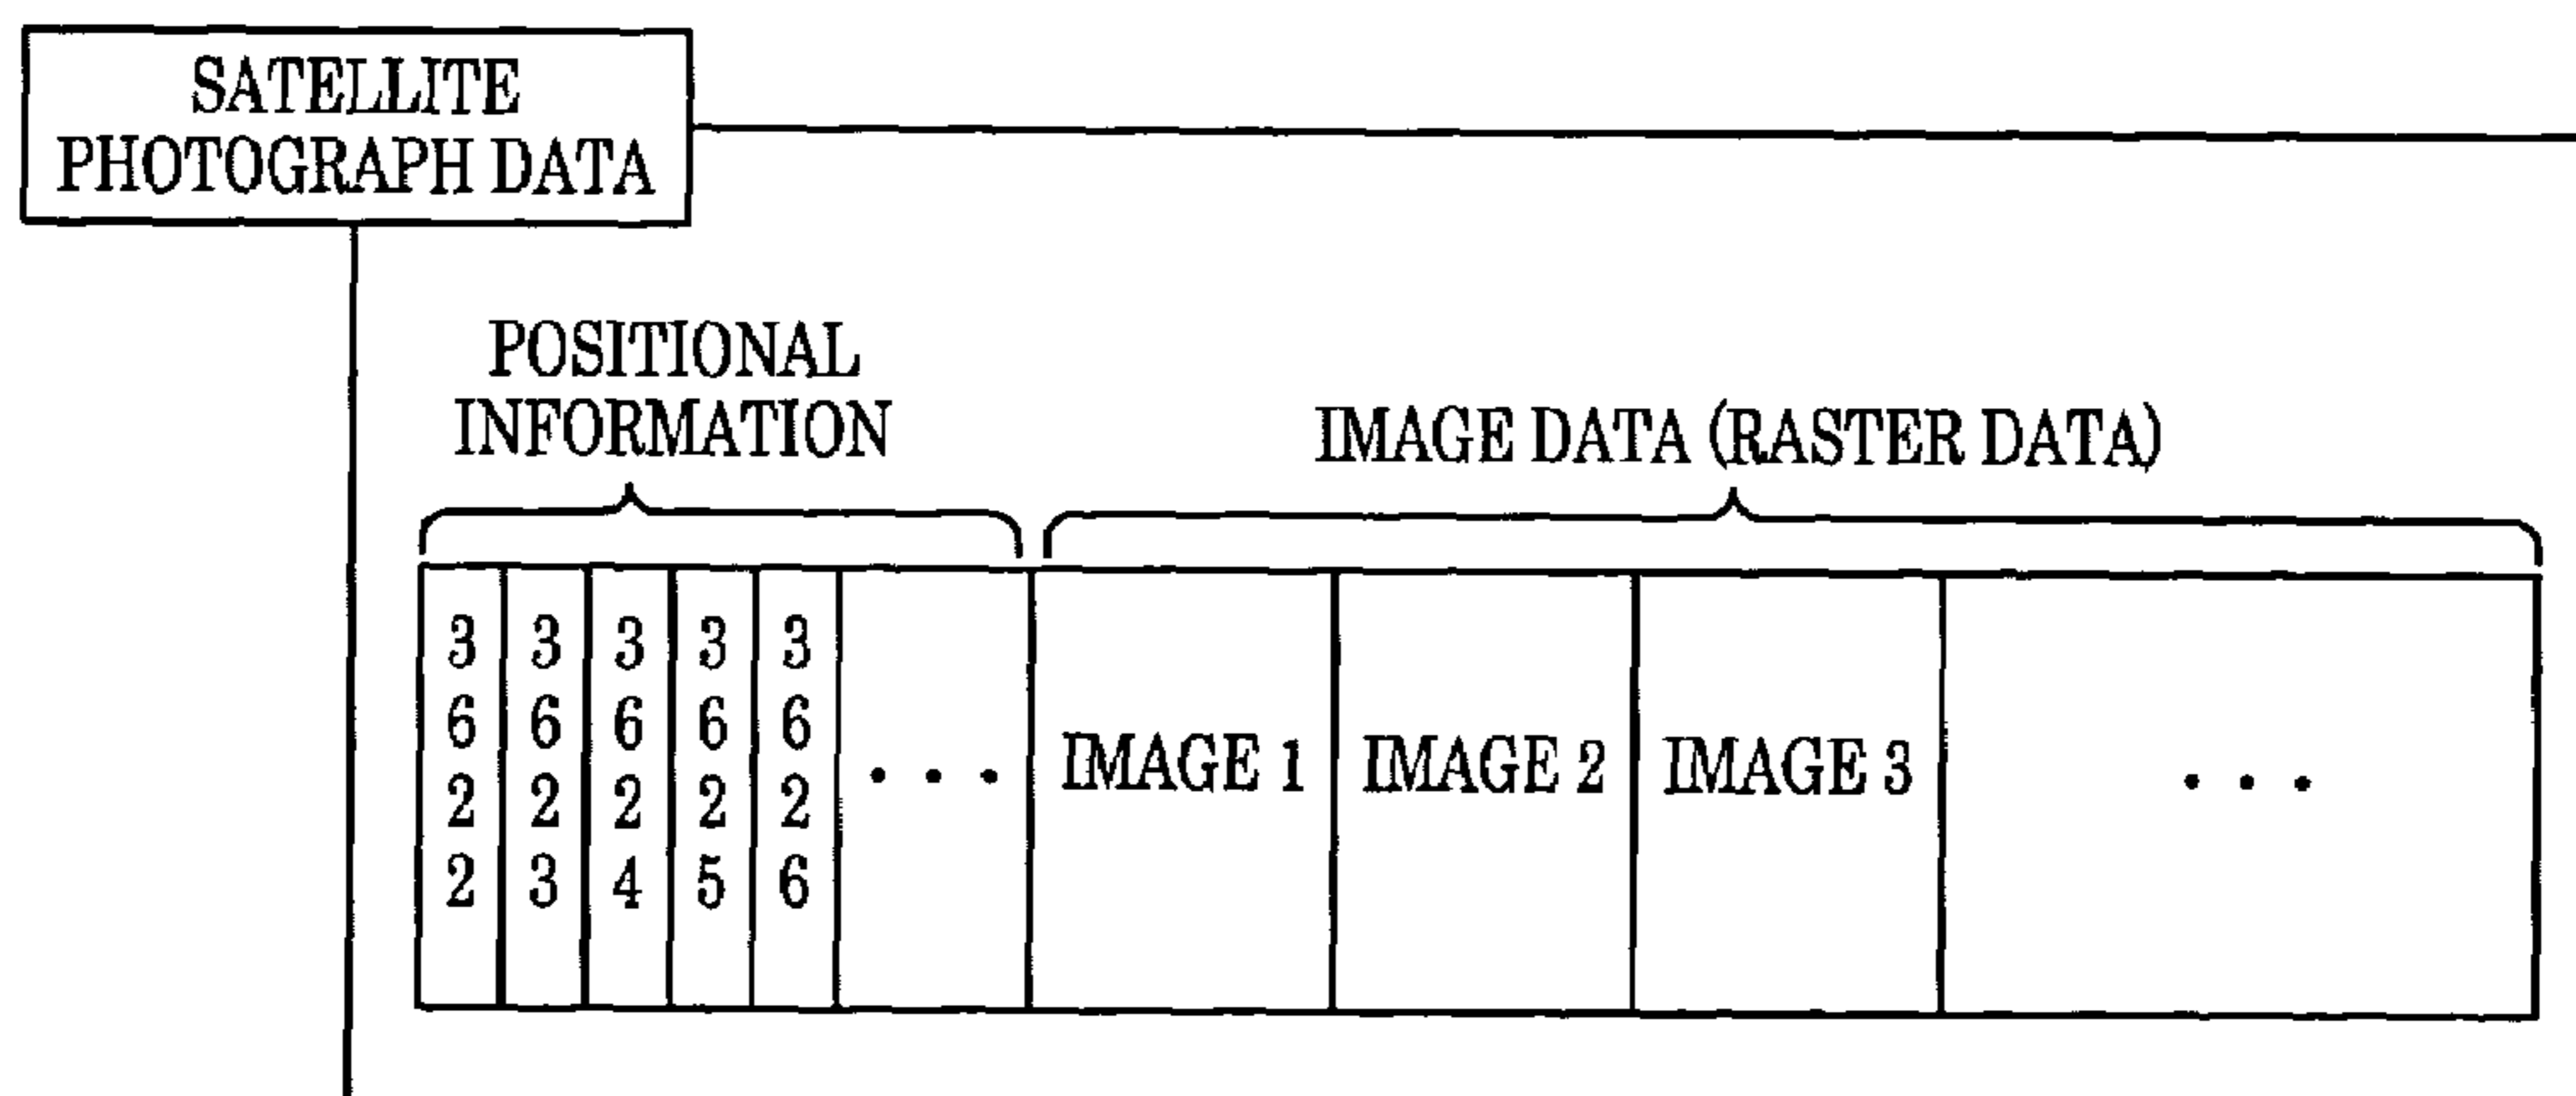 SATELLITE
PHOTOGRAPH DATA
POSITIONAL
INFORMATION
IMAGE DATA (RASTER DATA)
3 3 3 3 3
6 6 6 6 6
2 2 2 2 2
2 3 4 5 6
. . .
IMAGE 1 IMAGE 2 IMAGE 3 . . .